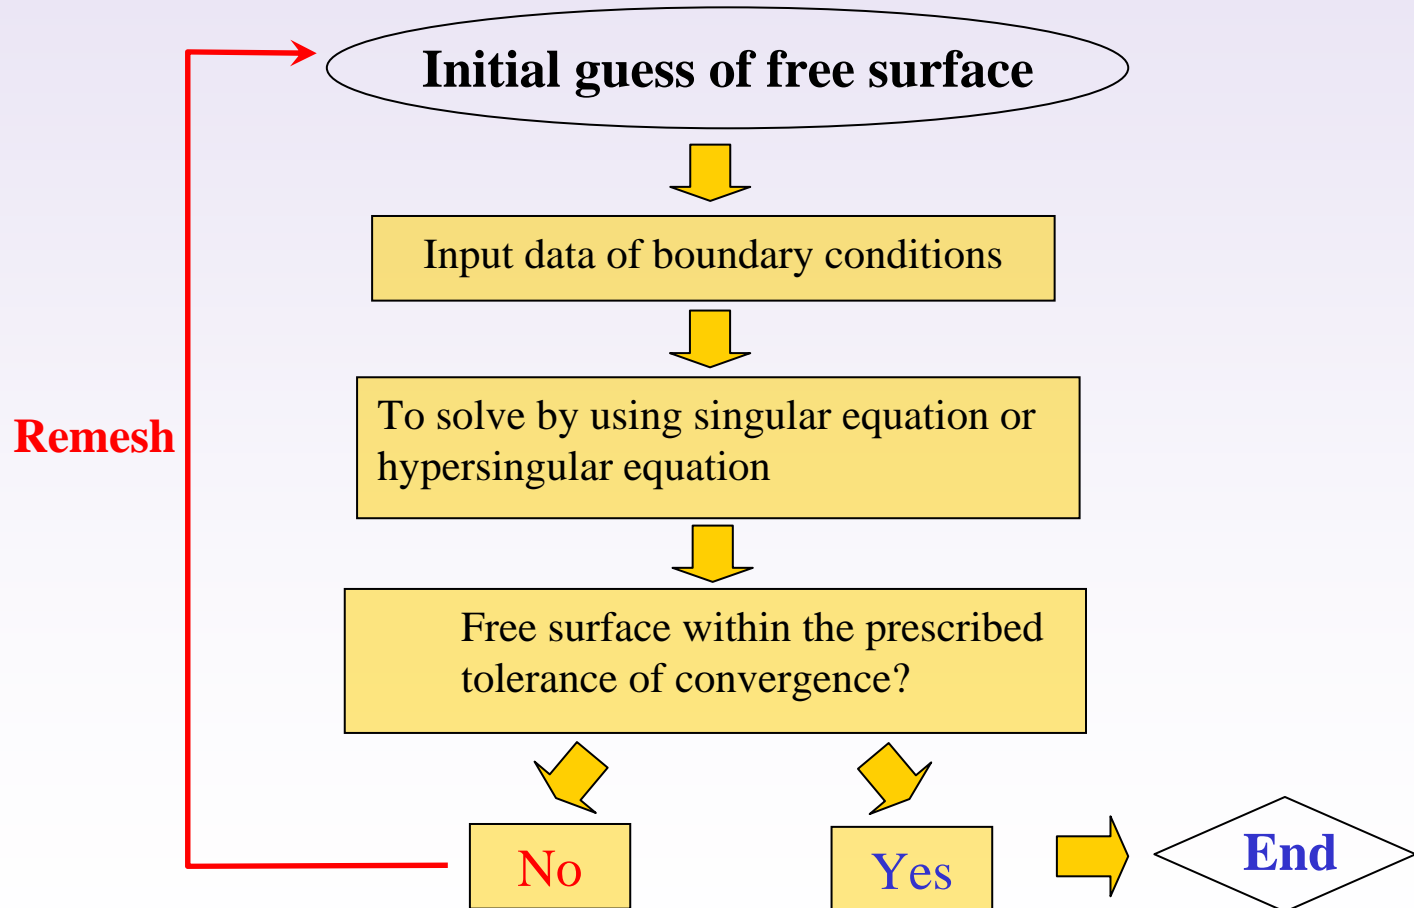 Initial guess of free surface
Input data of boundary conditions
To solve by using singular equation or
hypersingular equation
Remesh
Free surface within the prescribed
tolerance of convergence?
No
Yes
End